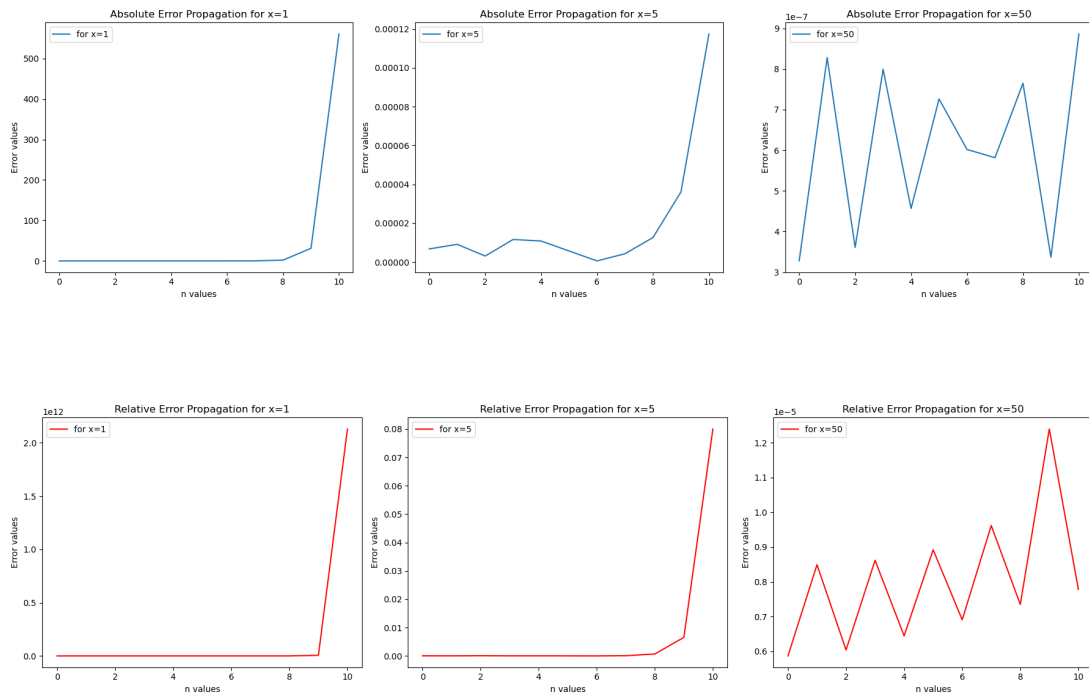 Absolute Error Propagation for x=1
for x=1
500
400
300
200
100
0
Error values
0 2 4 6 8 10
n values
Absolute Error Propagation for x=5
for x=5
0.00012
0.00010
0.00008
0.00006
0.00004
0.00002
0.00000
Error values
0 2 4 6 8 10
n values
Absolute Error Propagation for x=50
1e-7
for x=50
9
8
7
6
5
4
3
Error values
0 2 4 6 8 10
n values
Relative Error Propagation for x=1
1e12
for x=1
2.0
1.5
1.0
0.5
0.0
Error values
0 2 4 6 8 10
n values
Relative Error Propagation for x=5
for x=5
0.08
0.07
0.06
0.05
0.04
0.03
0.02
0.01
0.00
Error values
0 2 4 6 8 10
n values
Relative Error Propagation for x=50
1e-5
for x=50
1.2
1.1
1.0
0.9
0.8
0.7
0.6
Error values
0 2 4 6 8 10
n values